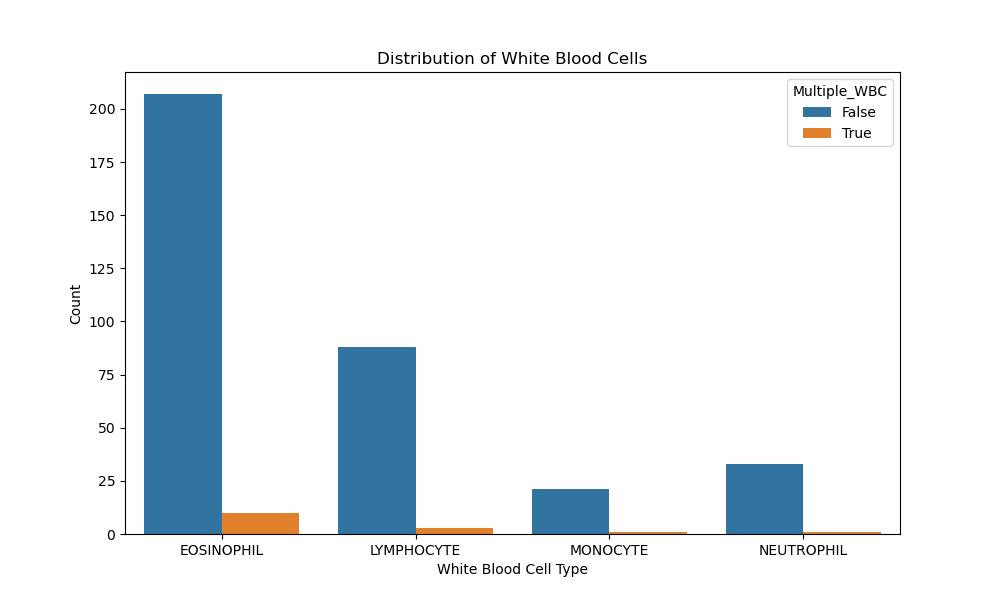 Distribution of White Blood Cells
Multiple_WBC
False
True
200
175
150
125
100
75
50
25
0
Count
EOSINOPHIL LYMPHOCYTE MONOCYTE NEUTROPHIL
White Blood Cell Type